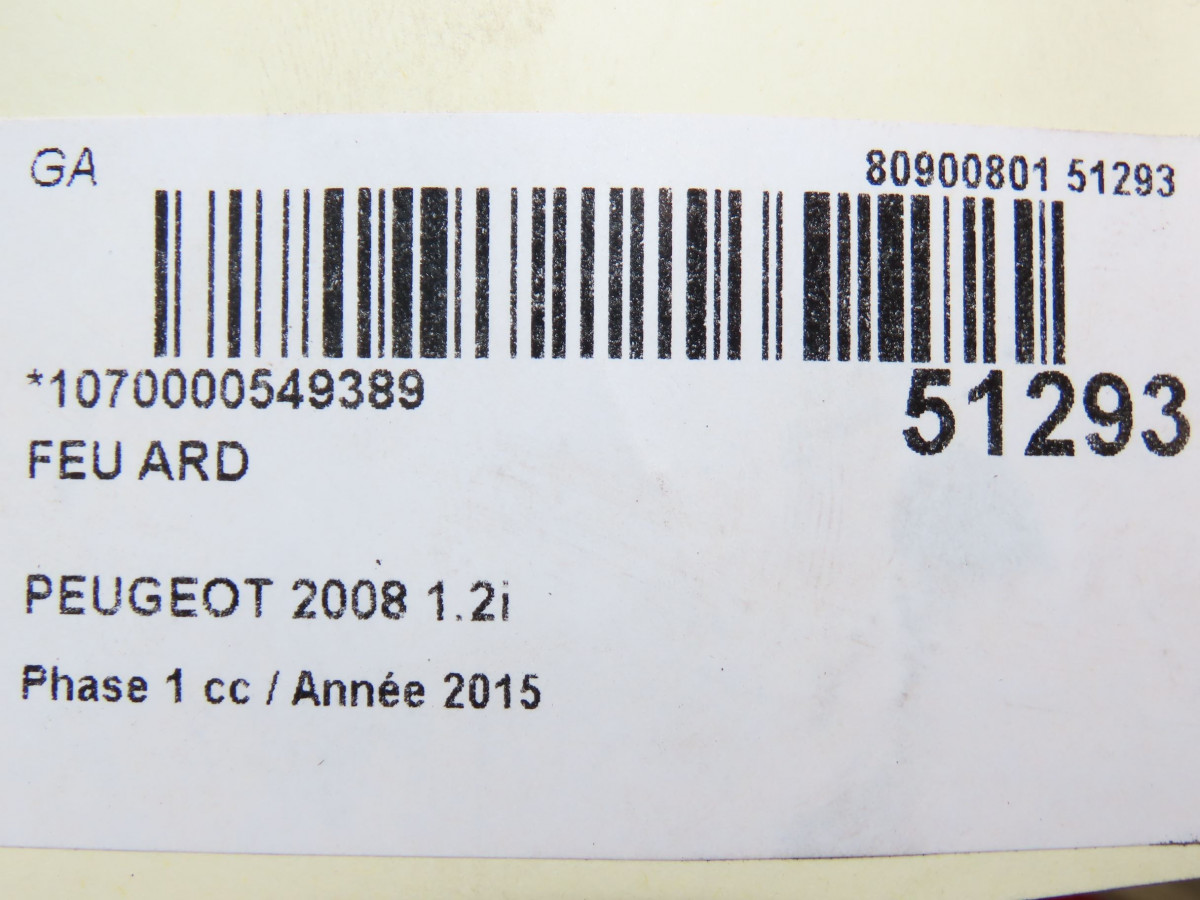 GA
80900801 51293
*1070000549389
51293
FEU ARD
PEUGEOT 2008 1.2i
Phase 1 cc / Année 2015